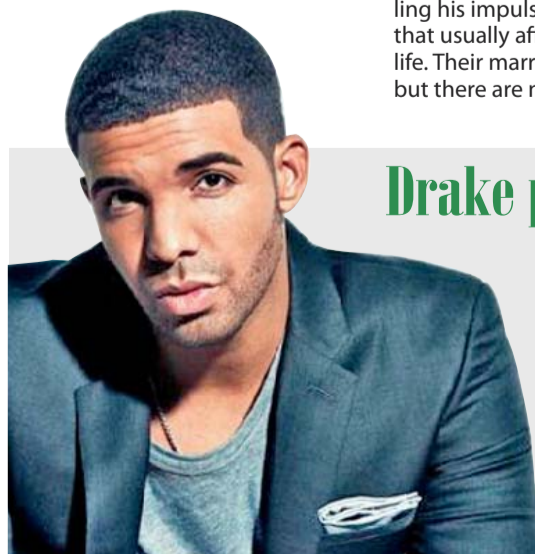 ling his impuls
that usually af
life. Their marr
but there are
Drake